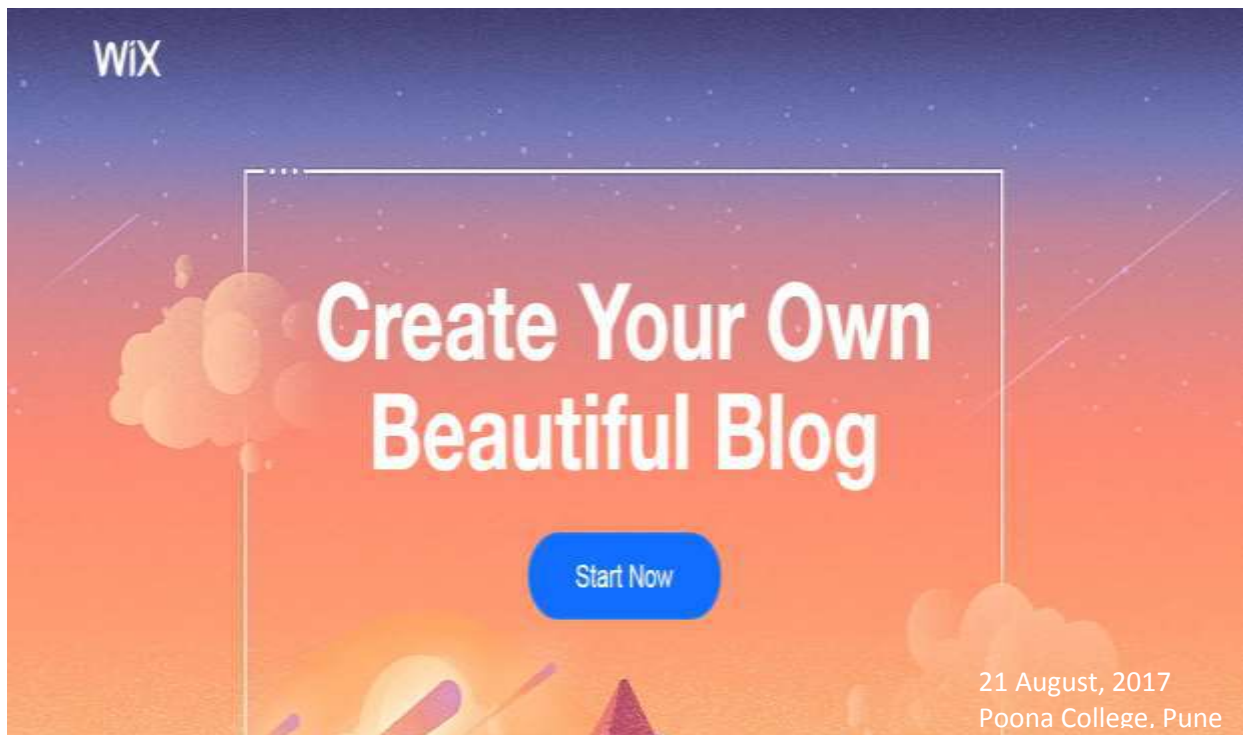 WiX
Create Your Own
Beautiful Blog
Start Now
21 August, 2017
Poona College, Pune